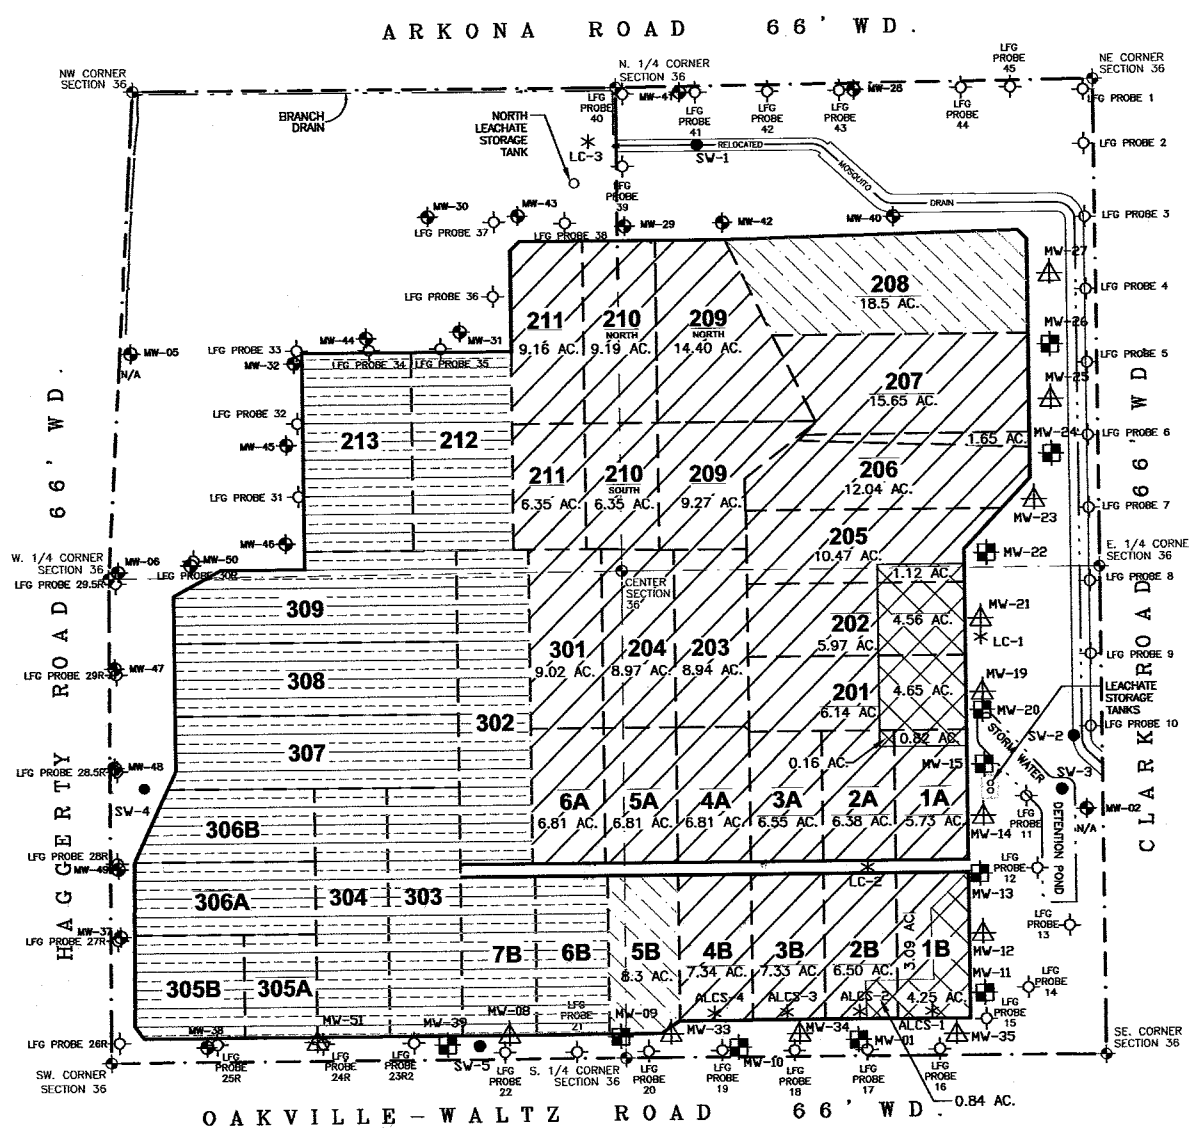 ARKONA ROAD 66' WD.
NW CORNER
SECTION 36
N. 1/4 CORNER
SECTION 36
LFG
PROBE
45
NE CORNER
SECTION 36
BRANCH
DRAIN
NORTH
LEACHATE
STORAGE
TANK
LFG
PROBE
40
MW-41
LFG
PROBE
41
LFG
PROBE
42
LFG
PROBE
43
MW-28
LFG
PROBE
44
LFG PROBE 1
LC-3
SW-1
RELOCATED
MOSQUITO
DRAIN
LFG PROBE 2
LFG
PROBE
39
MW-30
MW-43
LFG PROBE 37
LFG PROBE 38
MW-29
MW-42
MW-40
LFG PROBE 3
MW-27
208
18.5 AC.
LFG PROBE 4
LFG PROBE 36
211
9.16 AC.
210
NORTH
9.19 AC.
209
NORTH
14.40 AC.
MW-26
MW-05
N/A
LFG PROBE 33
MW-44
MW-31
MW-32
LFG PROBE 34
LFG PROBE 35
LFG PROBE 5
MW-25
207
15.65 AC.
LFG PROBE 32
MW-45
213
212
1.65 AC.
MW-24
LFG PROBE 6
211
6.35 AC.
210
SOUTH
6.35 AC.
209
9.27 AC.
206
12.04 AC.
LFG PROBE 31
LFG PROBE 7
MW-23
MW-46
205
10.47 AC.
MW-22
E. 1/4 CORNE
SECTION 36
W. 1/4 CORNER
SECTION 36
MW-06
MW-50
LFG PROBE 29.5R
LFG PROBE 30R
CENTER
SECTION
36
1.12 AC.
LFG PROBE 8
309
MW-21
LC-1
202
5.97 AC.
4.56 AC.
301
9.02 AC.
204
8.97 AC.
203
8.94 AC.
LFG PROBE 9
MW-47
LFG PROBE 29R
308
201
6.14 AC.
4.65 AC.
MW-19
MW-20
LEACHATE
STORAGE
TANKS
302
LFG PROBE 10
SW-2
307
0.82 AC.
0.16 AC.
STORM WATER
DETENTION POND
MW-15
SW-3
MW-48
LFG PROBE 28.5R
SW-4
6A
6.81 AC.
5A
6.81 AC.
4A
6.81 AC.
3A
6.55 AC.
2A
6.38 AC.
1A
5.73 AC.
MW-14
LFG
PROBE
11
MW-02
N/A
306B
LFG PROBE 28R
MW-49
LC-2
LFG
PROBE
12
MW-13
306A
304
303
MW-37
LFG PROBE 27R
7B
6B
5B
8.3 AC.
4B
7.34 AC.
3B
7.33 AC.
2B
6.50 AC.
3.09 AC.
1B
4.25 AC.
MW-12
LFG
PROBE
13
MW-11
LFG
PROBE
14
305B
305A
ALCS-4
ALCS-3
ALCS-2
ALCS-1
LFG
PROBE
15
MW-38
MW-51
MW-39
MW-08
LFG
PROBE
21
MW-09
MW-33
MW-34
MW-01
MW-35
LFG PROBE 26R
SW-5
MW-10
SE. CORNER
SECTION 36
SW. CORNER
SECTION 36
LFG
PROBE
25R
LFG
PROBE
24R
LFG
PROBE
23R2
LFG
PROBE
22
S. 1/4 CORNER
SECTION 36
LFG
PROBE
20
LFG
PROBE
19
LFG
PROBE
18
LFG
PROBE
17
LFG
PROBE
16
0.84 AC.
OAKVILLE-WALTZ ROAD 66' WD.
HAGGERTY ROAD 66' WD.
CLARK ROAD 66' WD.